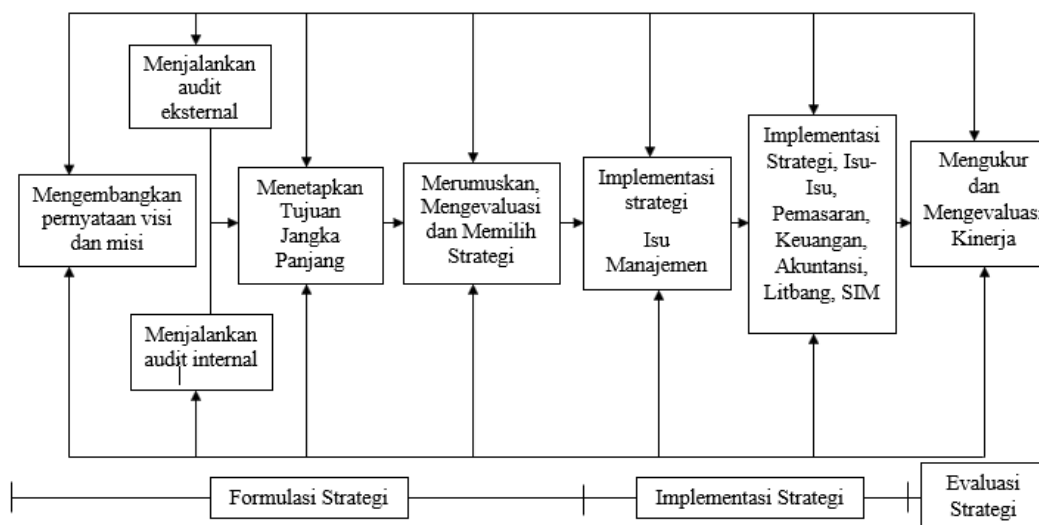 Menjalankan
audit
eksternal
Mengembangkan
pernyataan visi
dan misi
Menjalankan
audit internal
Menetapkan
Tujuan
Jangka
Panjang
Merumuskan,
Mengevaluasi
dan Memilih
Strategi
Implementasi
strategi
Isu
Manajemen
Implementasi
Strategi, Isu-
Isu,
Pemasaran,
Keuangan,
Akuntansi,
Litbang, SIM
Mengukur
dan
Mengevaluasi
Kinerja
Formulasi Strategi
Implementasi Strategi
Evaluasi
Strategi